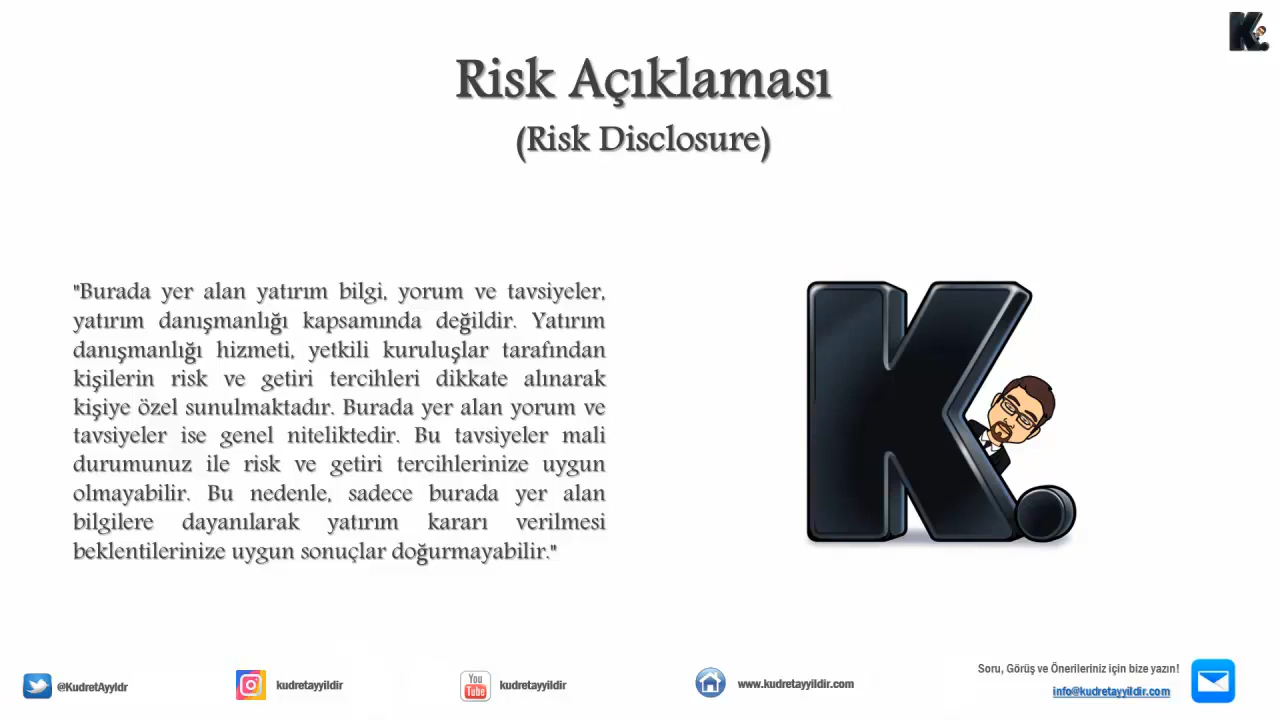 Risk Açıklaması
(Risk Disclosure)
"Burada yer alan yatırım bilgi, yorum ve tavsiyeler,
yatırım danışmanlığı kapsamında değildir. Yatırım
danışmanlığı hizmeti, yetkili kuruluşlar tarafından
kişilerin risk ve getiri tercihleri dikkate alınarak
kişiye özel sunulmaktadır. Burada yer alan yorum ve
tavsiyeler ise genel niteliktedir. Bu tavsiyeler mali
durumunuz ile risk ve getiri tercihlerinize uygun
olmayabilir. Bu nedenle, sadece burada yer alan
bilgilere dayanılarak yatırım kararı verilmesi
beklentilerinize uygun sonuçlar doğurmayabilir."
K.
K.
@KudretAyyldr
kudretayyildir
You Tube
kudretayyildir
www.kudretayyildir.com
Soru, Görüş ve Önerileriniz için bize yazın!
info@kudretayyildir.com